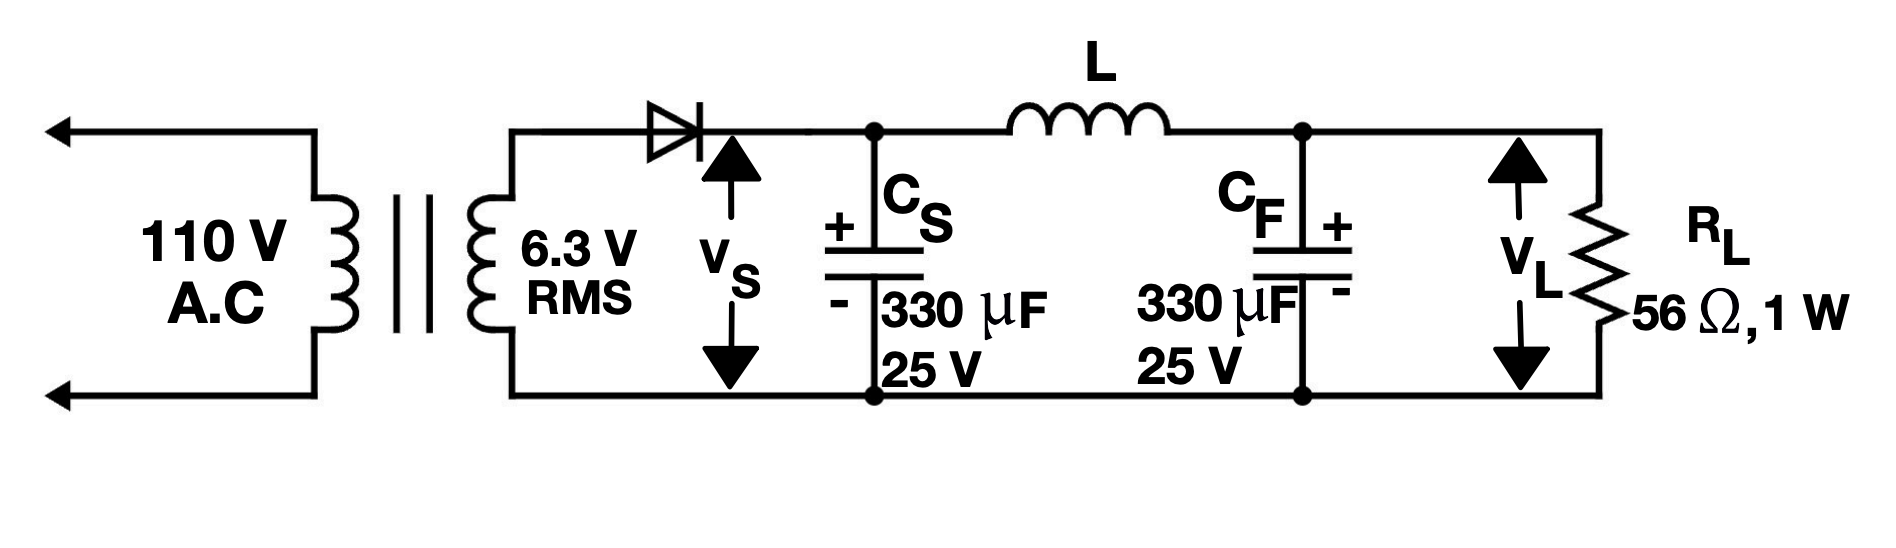 L
110 V
A.C
6.3 V
RMS
V_S
+
-
C_S
330 μF
25 V
C_F
+
-
330 μF
25 V
V_L
R_L
56 Ω, 1 W